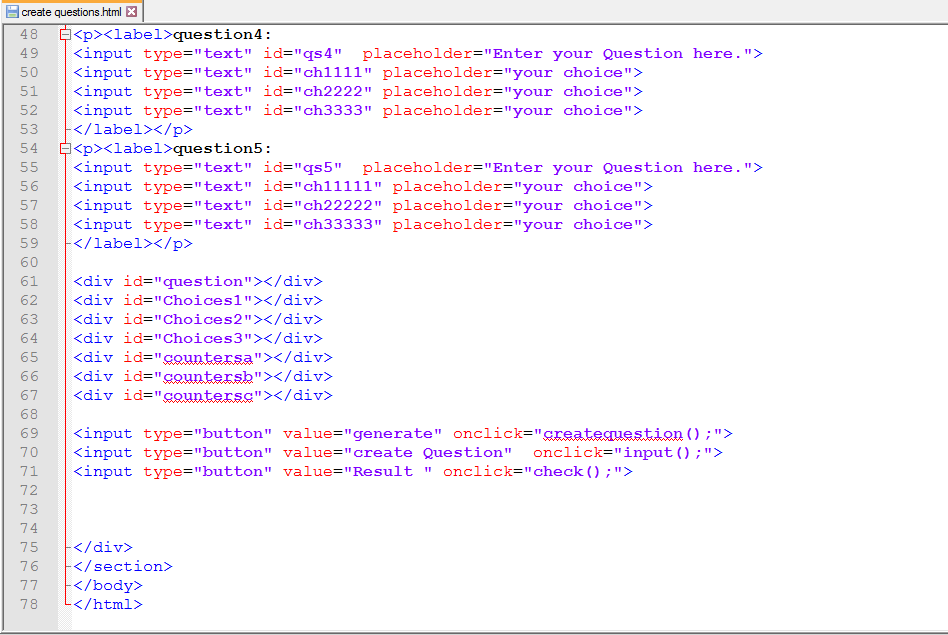 create questions.html
48 <p><label>question4:
49 <input type="text" id="qs4"  placeholder="Enter your Question here.">
50 <input type="text" id="ch1111" placeholder="your choice">
51 <input type="text" id="ch2222" placeholder="your choice">
52 <input type="text" id="ch3333" placeholder="your choice">
53 </label></p>
54 <p><label>question5:
55 <input type="text" id="qs5"  placeholder="Enter your Question here.">
56 <input type="text" id="ch11111" placeholder="your choice">
57 <input type="text" id="ch22222" placeholder="your choice">
58 <input type="text" id="ch33333" placeholder="your choice">
59 </label></p>
60
61 <div id="question"></div>
62 <div id="Choices1"></div>
63 <div id="Choices2"></div>
64 <div id="Choices3"></div>
65 <div id="countersa"></div>
66 <div id="countersb"></div>
67 <div id="countersc"></div>
68
69 <input type="button" value="generate" onclick="createquestion();">
70 <input type="button" value="create Question"  onclick="input();">
71 <input type="button" value="Result " onclick="check();">
72
73
74
75 </div>
76 </section>
77 </body>
78 </html>